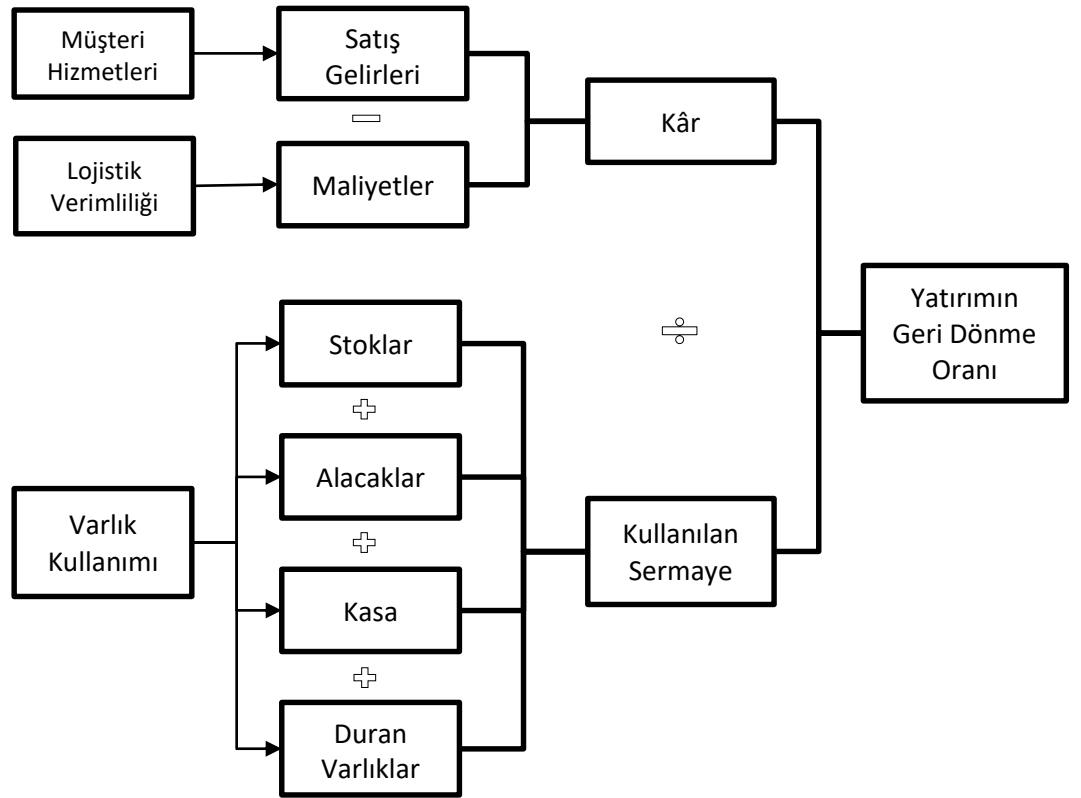 Müşteri
Hizmetleri
Satış
Gelirleri
Kâr
Lojistik
Verimliliği
Maliyetler
Yatırımın
Geri Dönme
Oranı
Stoklar
Alacaklar
Varlık
Kullanımı
Kullanılan
Sermaye
Kasa
Duran
Varlıklar